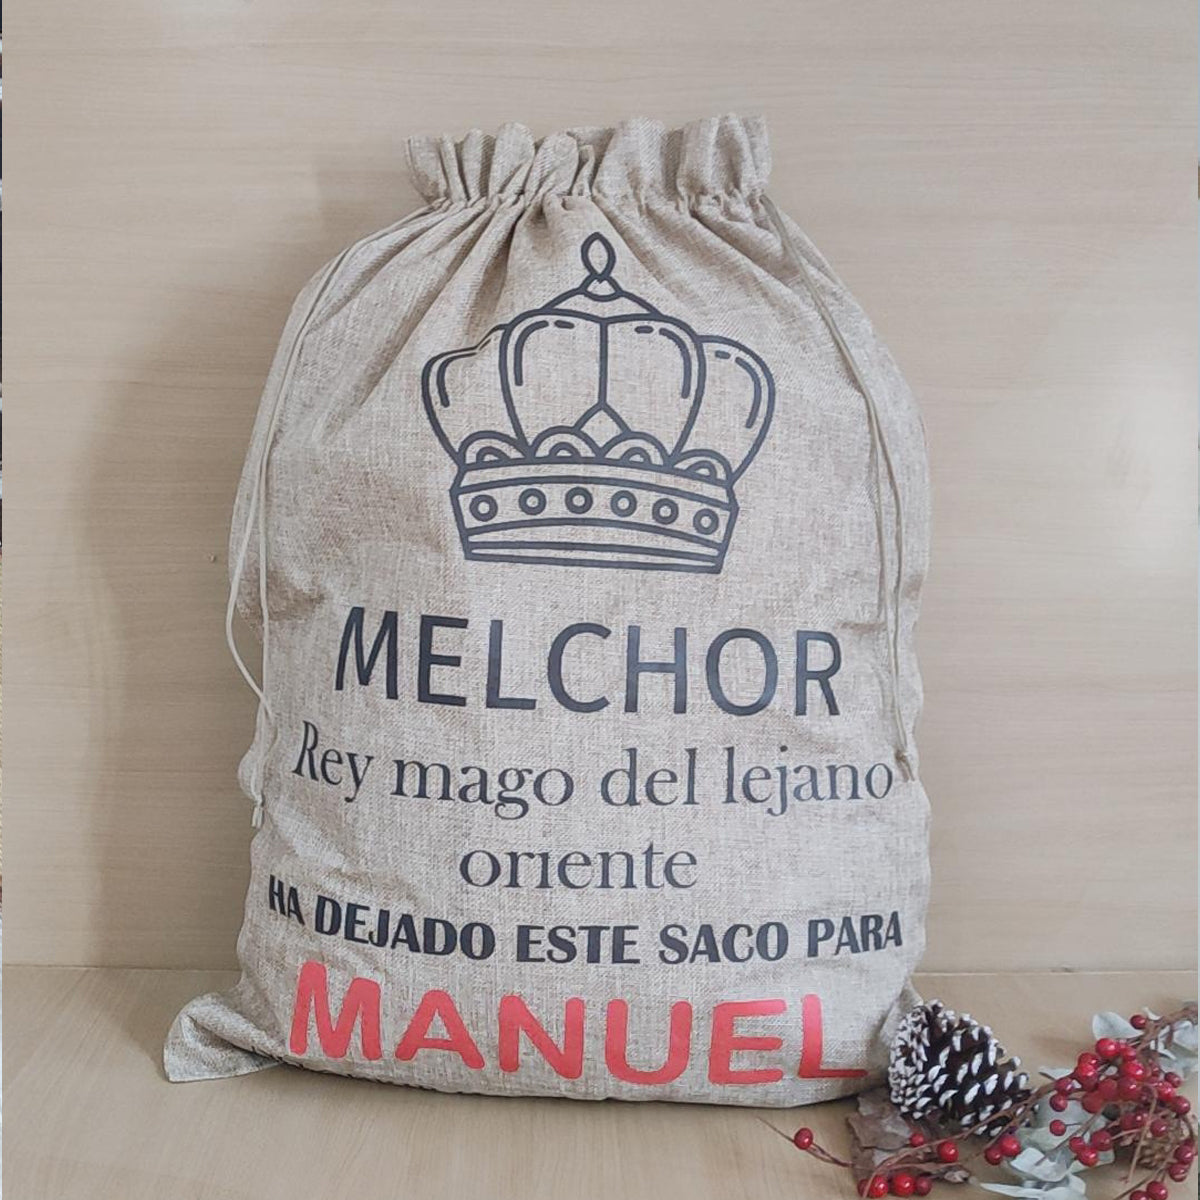 MELCHOR
Rey mago del lejano
oriente
HA DEJADO ESTE SACO PARA
MANUEL